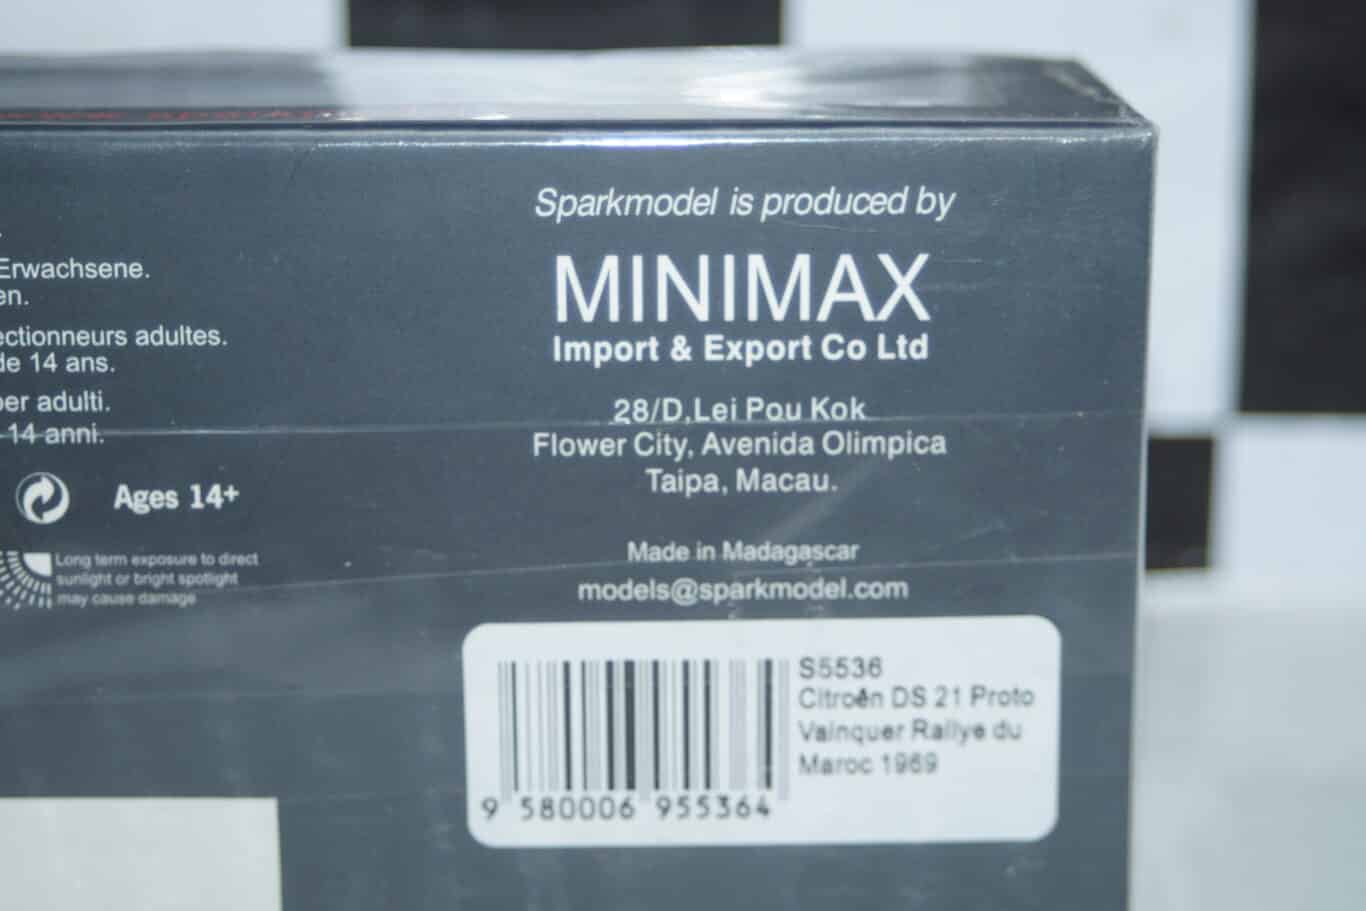 Erwachsene.
en.
ectionneurs adultes.
de 14 ans.
per adulti.
14 anni.
Ages 14+
Long term exposure to direct
sunlight or bright spotlight
may cause damage
Sparkmodel is produced by
MINIMAX
Import & Export Co Ltd
28/D,Lei Pou Kok
Flower City, Avenida Olimpica
Taipa, Macau.
Made in Madagascar
models@sparkmodel.com
S5536
Citroën DS 21 Proto
Vainquer Rallye du
Maroc 1969
9 580006 955364